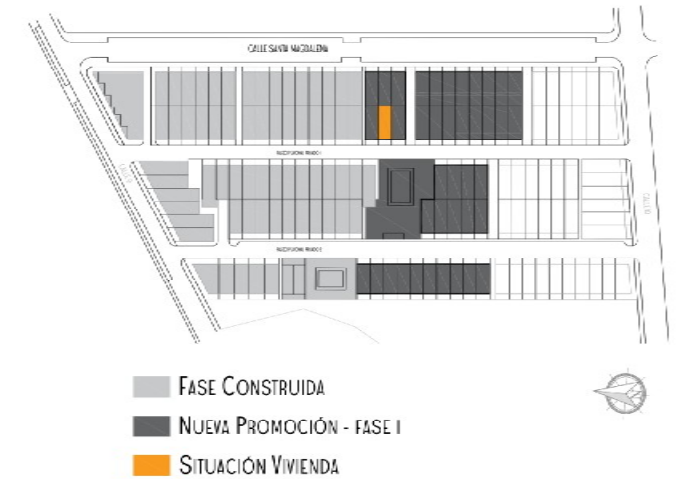 CALLE SANTA MAGDALENA
FASE CONSTRUIDA
NUEVA PROMOCIÓN - FASE I
SITUACIÓN VIVIENDA